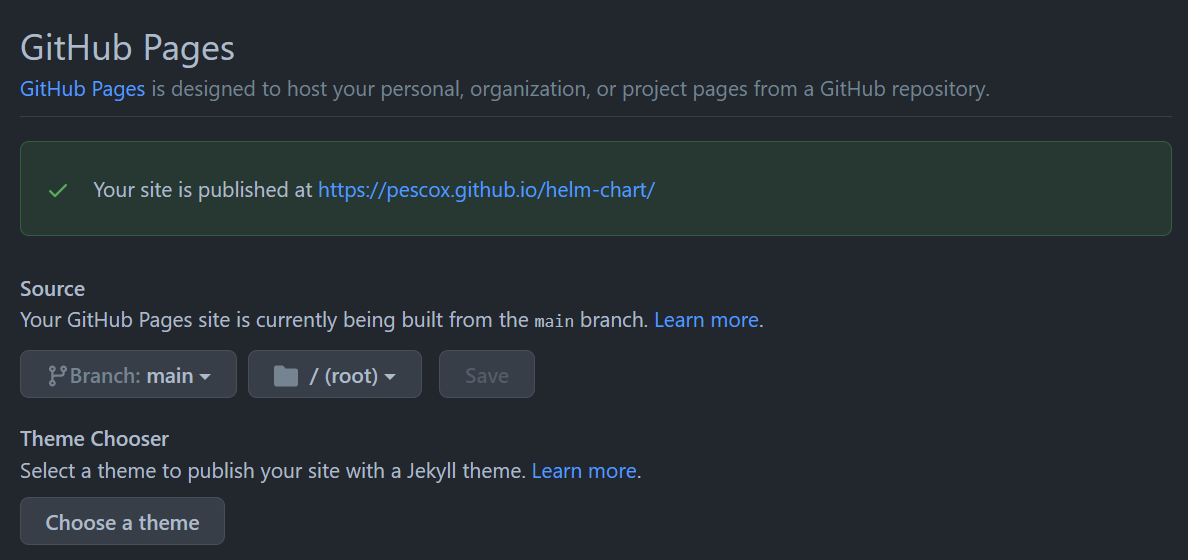 GitHub Pages
GitHub Pages is designed to host your personal, organization, or project pages from a GitHub repository.
Your site is published at https://pescox.github.io/helm-chart/
Source
Your GitHub Pages site is currently being built from the main branch. Learn more.
Branch: main / (root) Save
Theme Chooser
Select a theme to publish your site with a Jekyll theme. Learn more.
Choose a theme